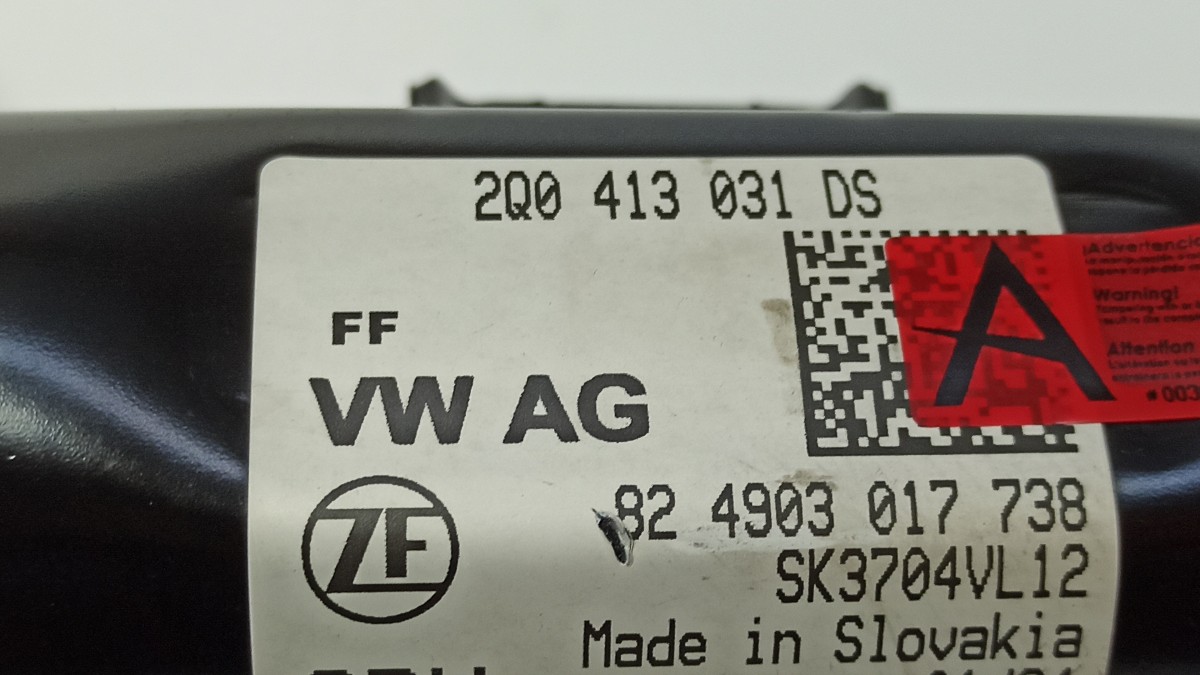 2Q0 413 031 DS
FF
VW AG
ZF
82 4903 017 738
SK3704VL12
Made in Slovakia
A
¡Advertencia
Warning!
Attention